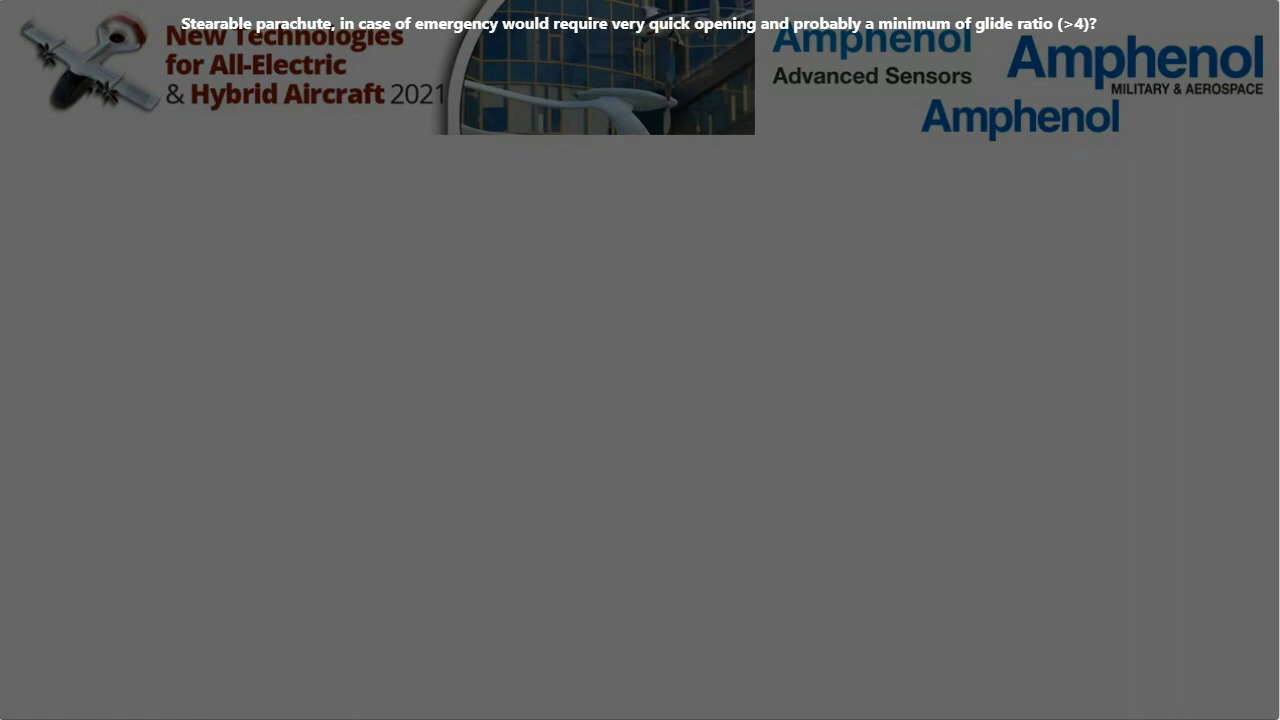 Stearable parachute, in case of emergency would require very quick opening and probably a minimum of glide ratio (>4)?
New Technologies
for All-Electric
& Hybrid Aircraft 2021
Amphenol
Advanced Sensors
Amphenol
MILITARY & AEROSPACE
Amphenol